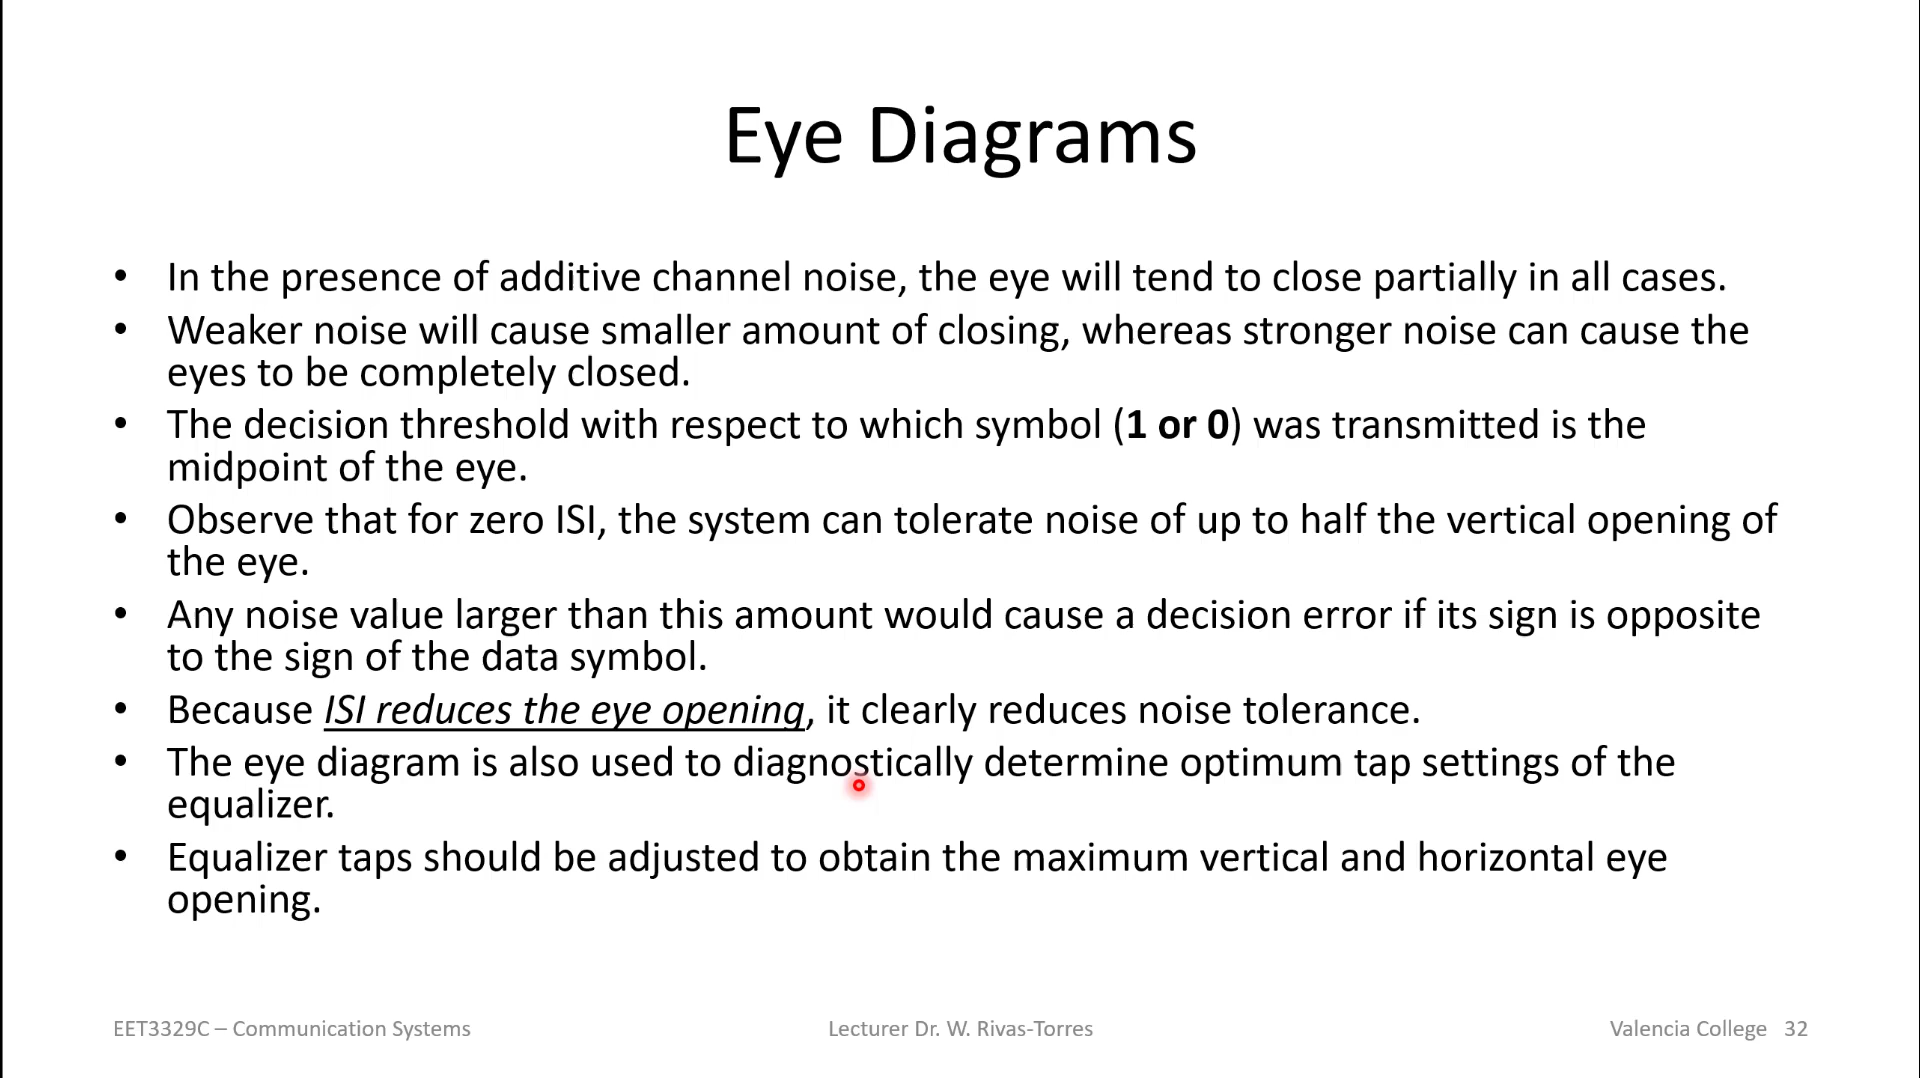 Eye Diagrams
• In the presence of additive channel noise, the eye will tend to close partially in all cases.
• Weaker noise will cause smaller amount of closing, whereas stronger noise can cause the
eyes to be completely closed.
• The decision threshold with respect to which symbol (1 or 0) was transmitted is the
midpoint of the eye.
• Observe that for zero ISI, the system can tolerate noise of up to half the vertical opening of
the eye.
• Any noise value larger than this amount would cause a decision error if its sign is opposite
to the sign of the data symbol.
• Because ISI reduces the eye opening, it clearly reduces noise tolerance.
• The eye diagram is also used to diagnostically determine optimum tap settings of the
equalizer.
• Equalizer taps should be adjusted to obtain the maximum vertical and horizontal eye
opening.
EET3329C – Communication Systems
Lecturer Dr. W. Rivas-Torres
Valencia College 32